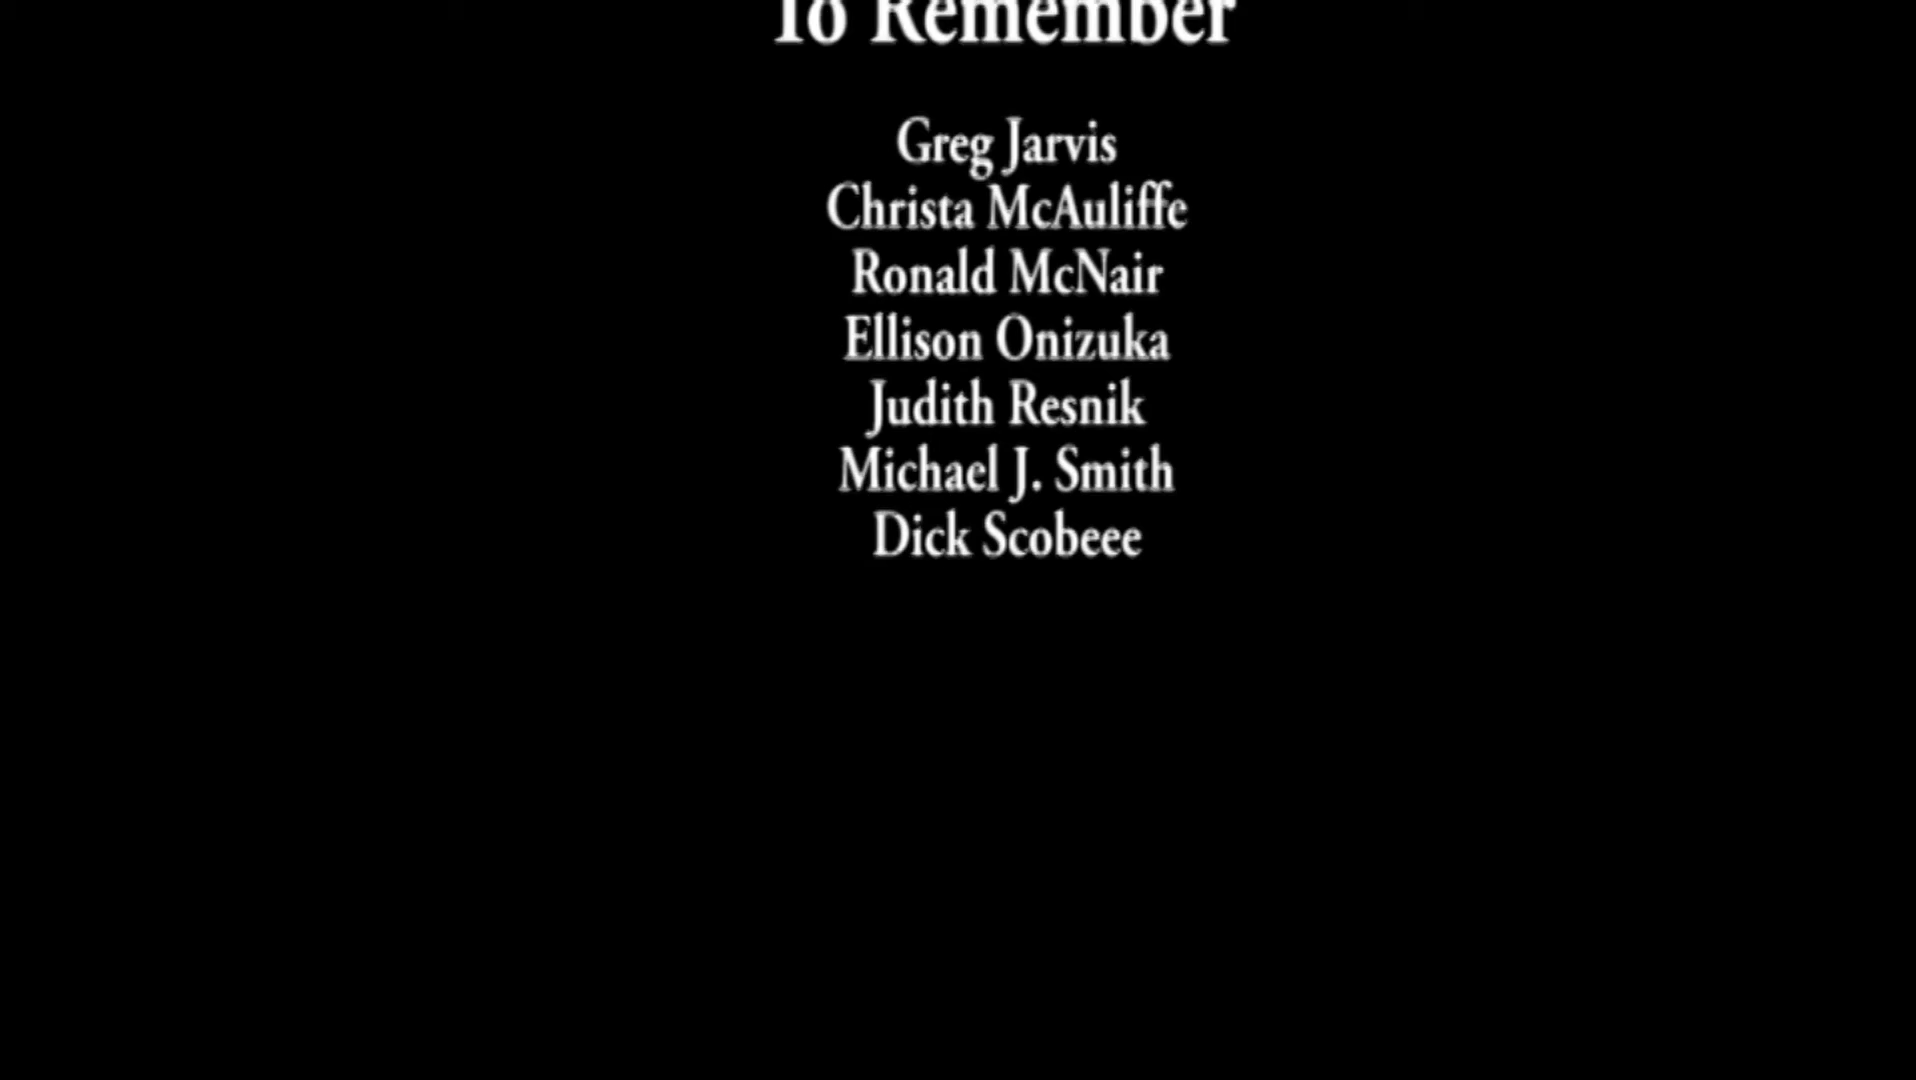 To Remember
Greg Jarvis
Christa McAuliffe
Ronald McNair
Ellison Onizuka
Judith Resnik
Michael J. Smith
Dick Scobeee